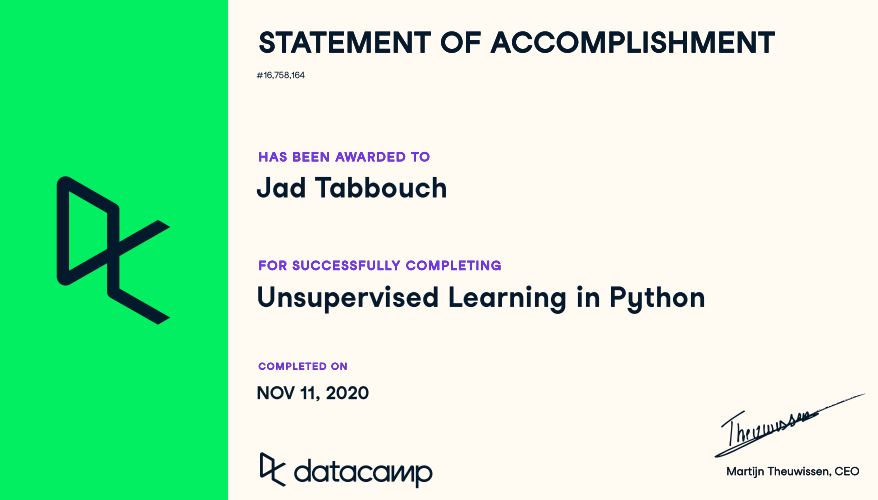 STATEMENT OF ACCOMPLISHMENT
#16,758,164
HAS BEEN AWARDED TO
Jad Tabbouch
FOR SUCCESSFULLY COMPLETING
Unsupervised Learning in Python
COMPLETED ON
NOV 11, 2020
datacamp
Theuwissen
Martijn Theuwissen, CEO